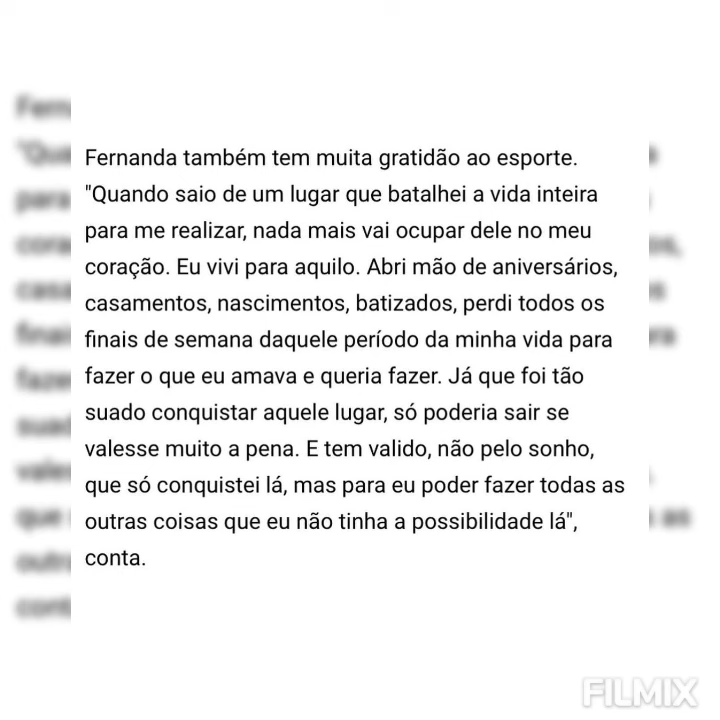 Fernanda também tem muita gratidão ao esporte.
"Quando saio de um lugar que batalhei a vida inteira
para me realizar, nada mais vai ocupar dele no meu
coração. Eu vivi para aquilo. Abri mão de aniversários,
casamentos, nascimentos, batizados, perdi todos os
finais de semana daquele período da minha vida para
fazer o que eu amava e queria fazer. Já que foi tão
suado conquistar aquele lugar, só poderia sair se
valesse muito a pena. E tem valido, não pelo sonho,
que só conquistei lá, mas para eu poder fazer todas as
outras coisas que eu não tinha a possibilidade lá",
conta.
FILMIX